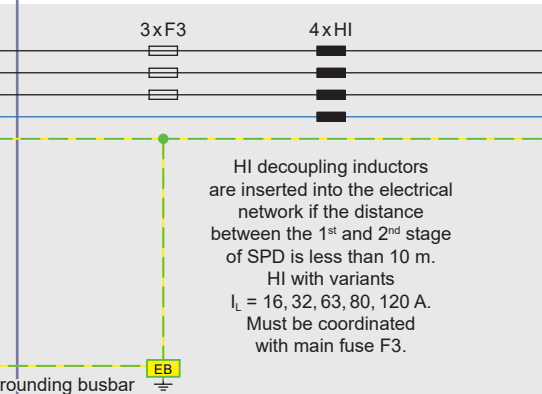 3xF3 4xHI
HI decoupling inductors
are inserted into the electrical
network if the distance
between the 1st and 2nd stage
of SPD is less than 10 m.
HI with variants
IL = 16, 32, 63, 80, 120 A.
Must be coordinated
with main fuse F3.
EB
rounding busbar